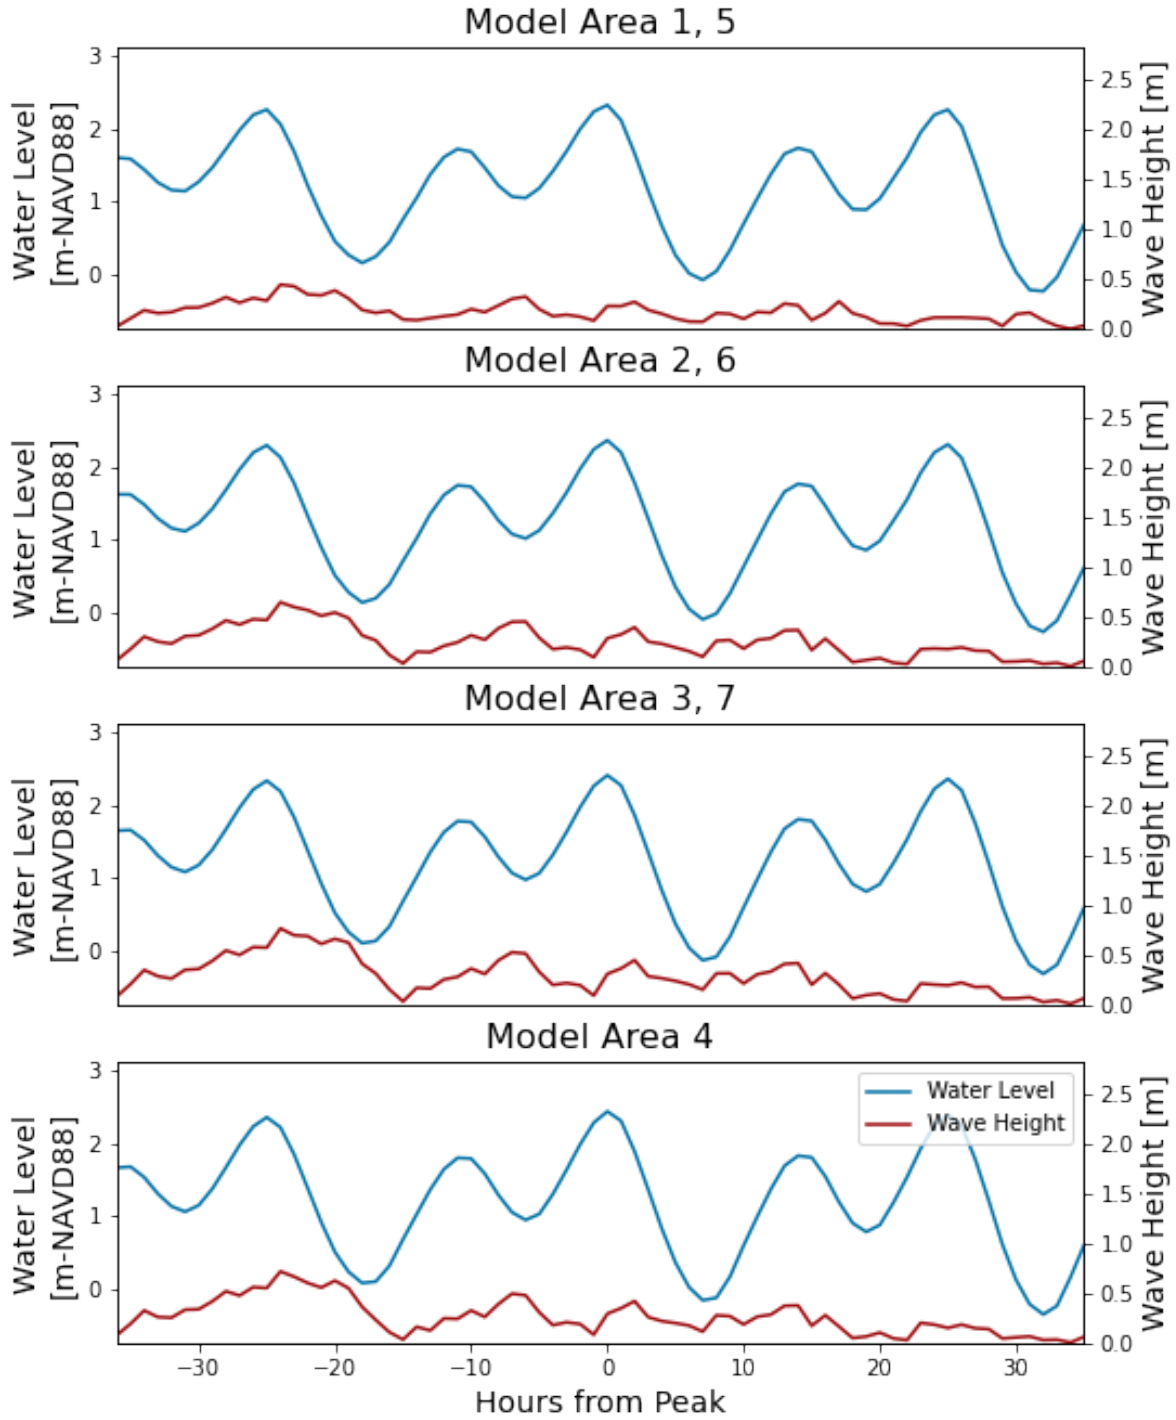 Model Area 1, 5
3
2
1
0
Water Level
[m-NAVD88]
2.5
2.0
1.5
1.0
0.5
0.0
Wave Height [m]
Model Area 2, 6
3
2
1
0
Water Level
[m-NAVD88]
2.5
2.0
1.5
1.0
0.5
0.0
Wave Height [m]
Model Area 3, 7
3
2
1
0
Water Level
[m-NAVD88]
2.5
2.0
1.5
1.0
0.5
0.0
Wave Height [m]
Model Area 4
3
2
1
0
Water Level
[m-NAVD88]
Water Level
Wave Height
2.5
2.0
1.5
1.0
0.5
0.0
Wave Height [m]
−30 −20 −10 0 10 20 30
Hours from Peak